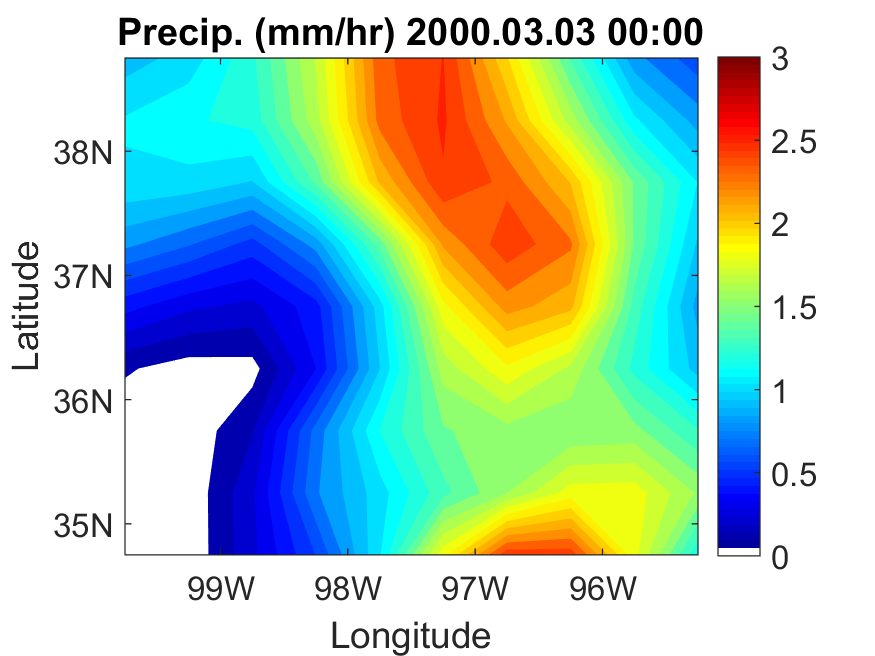 Precip. (mm/hr) 2000.03.03 00:00
3
2.5
2
1.5
1
0.5
0
38N
37N
36N
35N
Latitude
99W
98W
97W
96W
Longitude